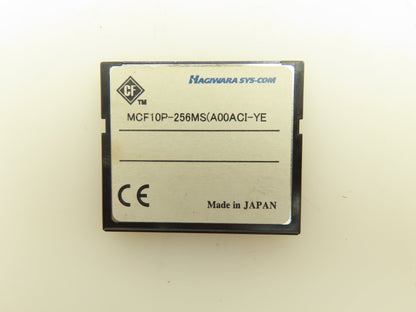 CF
TM
HAGIWARA SYS-COM
MCF10P-256MS(A00ACI-YE
CE
Made in JAPAN